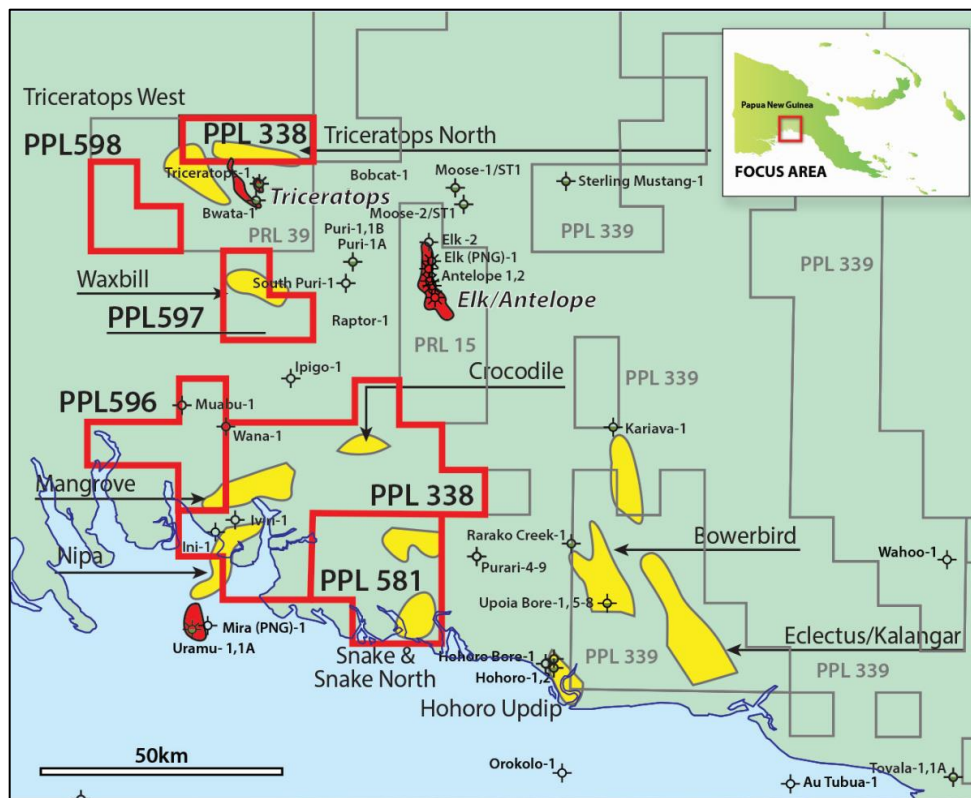 Papua New Guinea
FOCUS AREA
Triceratops West
PPL598
PPL 338
Triceratops North
Triceratops-1
Bwata-1
Triceratops
Bobcat-1
Moose-1/ST1
Moose-2/ST1
Sterling Mustang-1
PPL 339
PPL 339
PRL 39
Puri-1,1B
Puri-1A
Elk -2
Elk (PNG)-1
Antelope 1,2
Elk/Antelope
Waxbill
South Puri-1
PPL597
Raptor-1
PRL 15
Ipigo-1
Crocodile
PPL 339
PPL596
Muabu-1
Wana-1
Kariava-1
Mangrove
PPL 338
Iviri-1
Ini-1
Nipa
Rarako Creek-1
Purari-4-9
Bowerbird
Wahoo-1
PPL 581
Upoia Bore-1, 5-8
Mira (PNG)-1
Uramu- 1,1A
Eclectus/Kalangar
Snake &
Snake North
Hohoro Bore-1
Hohoro-1,2
PPL 339
PPL 339
Hohoro Updip
50km
Orokolo-1
Au Tubua-1
Tovala-1,1A